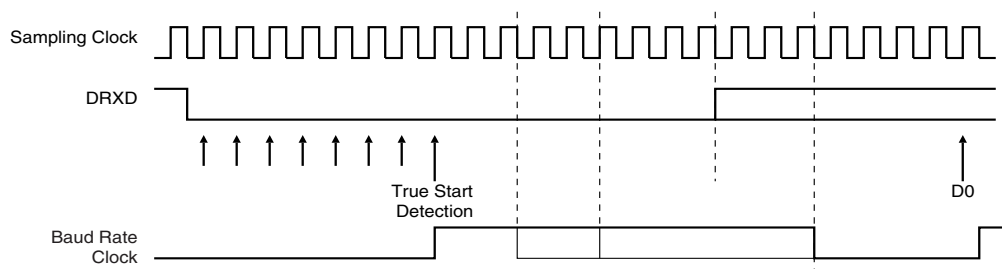 Sampling Clock
DRXD
True Start
Detection
D0
Baud Rate
Clock